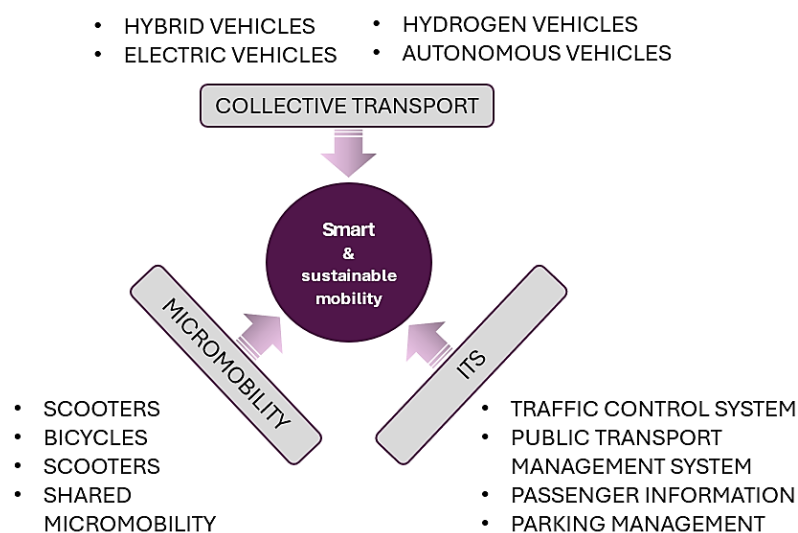 • HYBRID VEHICLES
• ELECTRIC VEHICLES
• HYDROGEN VEHICLES
• AUTONOMOUS VEHICLES
COLLECTIVE TRANSPORT
Smart
&
sustainable
mobility
MICROMOBILITY
ITS
• SCOOTERS
• BICYCLES
• SCOOTERS
• SHARED
MICROMOBILITY
• TRAFFIC CONTROL SYSTEM
• PUBLIC TRANSPORT
MANAGEMENT SYSTEM
• PASSENGER INFORMATION
• PARKING MANAGEMENT